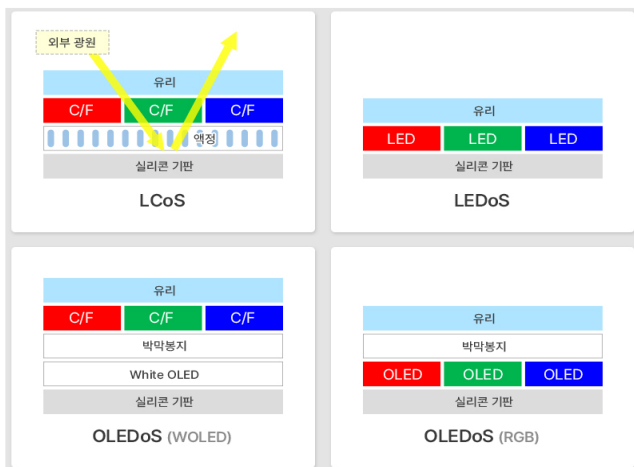 외부 광원
유리
C/F C/F C/F
액정
실리콘 기판
LCoS
유리
LED LED LED
실리콘 기판
LEDoS
유리
C/F C/F C/F
박막봉지
White OLED
실리콘 기판
OLEDoS (WOLED)
유리
박막봉지
OLED OLED OLED
실리콘 기판
OLEDoS (RGB)